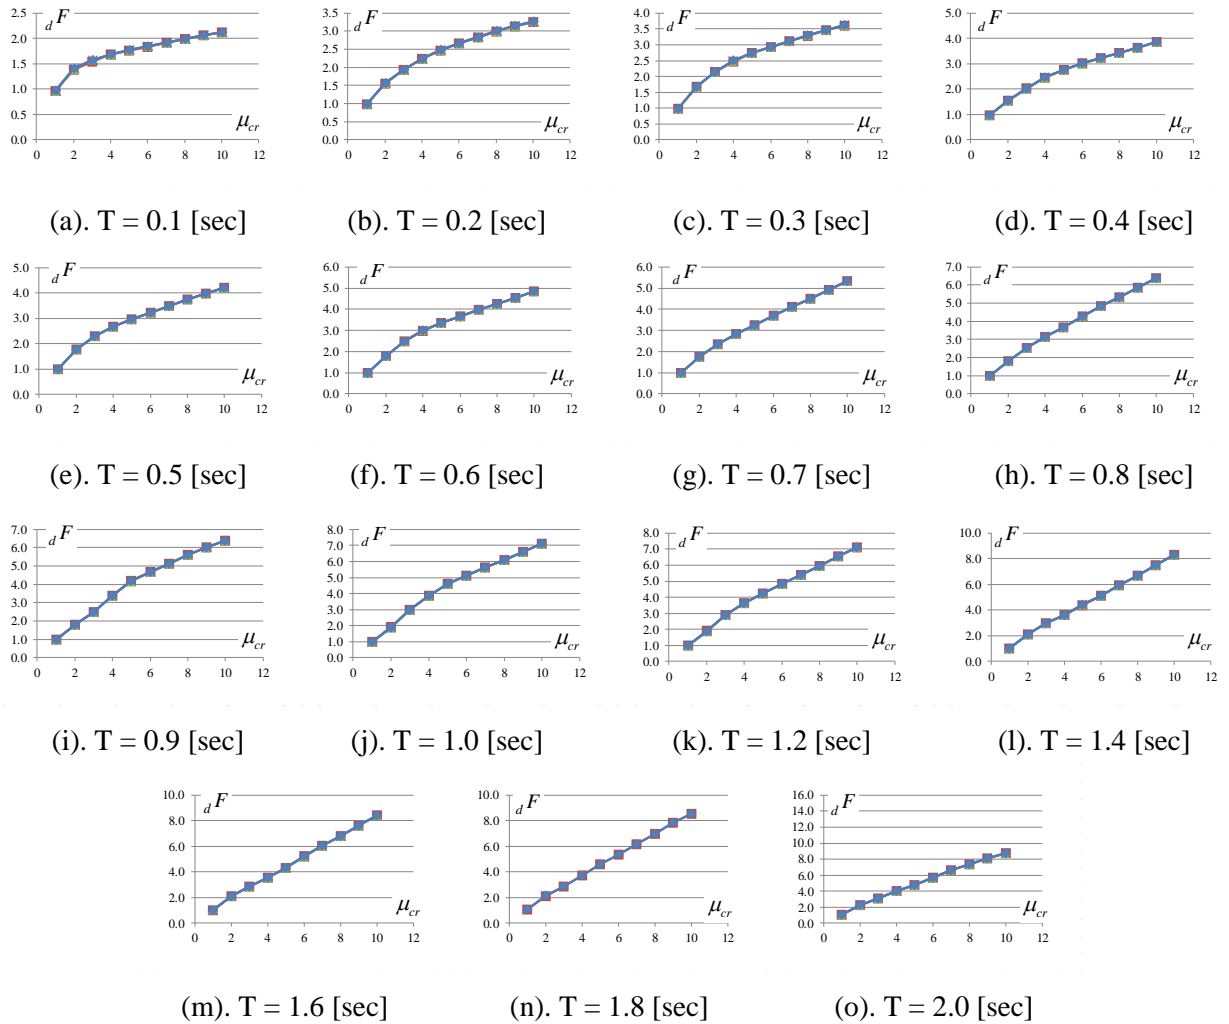 dF
2.5
2.0
1.5
1.0
0.5
0.0
μcr
0 2 4 6 8 10 12
(a). T = 0.1 [sec]
dF
3.5
3.0
2.5
2.0
1.5
1.0
0.5
0.0
μcr
0 2 4 6 8 10 12
(b). T = 0.2 [sec]
dF
4.0
3.5
3.0
2.5
2.0
1.5
1.0
0.5
0.0
μcr
0 2 4 6 8 10 12
(c). T = 0.3 [sec]
dF
5.0
4.0
3.0
2.0
1.0
0.0
μcr
0 2 4 6 8 10 12
(d). T = 0.4 [sec]
dF
5.0
4.0
3.0
2.0
1.0
0.0
μcr
0 2 4 6 8 10 12
(e). T = 0.5 [sec]
dF
6.0
5.0
4.0
3.0
2.0
1.0
0.0
μcr
0 2 4 6 8 10 12
(f). T = 0.6 [sec]
dF
6.0
5.0
4.0
3.0
2.0
1.0
0.0
μcr
0 2 4 6 8 10 12
(g). T = 0.7 [sec]
dF
7.0
6.0
5.0
4.0
3.0
2.0
1.0
0.0
μcr
0 2 4 6 8 10 12
(h). T = 0.8 [sec]
dF
7.0
6.0
5.0
4.0
3.0
2.0
1.0
0.0
μcr
0 2 4 6 8 10 12
(i). T = 0.9 [sec]
dF
8.0
7.0
6.0
5.0
4.0
3.0
2.0
1.0
0.0
μcr
0 2 4 6 8 10 12
(j). T = 1.0 [sec]
dF
8.0
7.0
6.0
5.0
4.0
3.0
2.0
1.0
0.0
μcr
0 2 4 6 8 10 12
(k). T = 1.2 [sec]
dF
10.0
8.0
6.0
4.0
2.0
0.0
μcr
0 2 4 6 8 10 12
(l). T = 1.4 [sec]
dF
10.0
8.0
6.0
4.0
2.0
0.0
μcr
0 2 4 6 8 10 12
(m). T = 1.6 [sec]
dF
10.0
8.0
6.0
4.0
2.0
0.0
μcr
0 2 4 6 8 10 12
(n). T = 1.8 [sec]
dF
16.0
14.0
12.0
10.0
8.0
6.0
4.0
2.0
0.0
μcr
0 2 4 6 8 10 12
(o). T = 2.0 [sec]